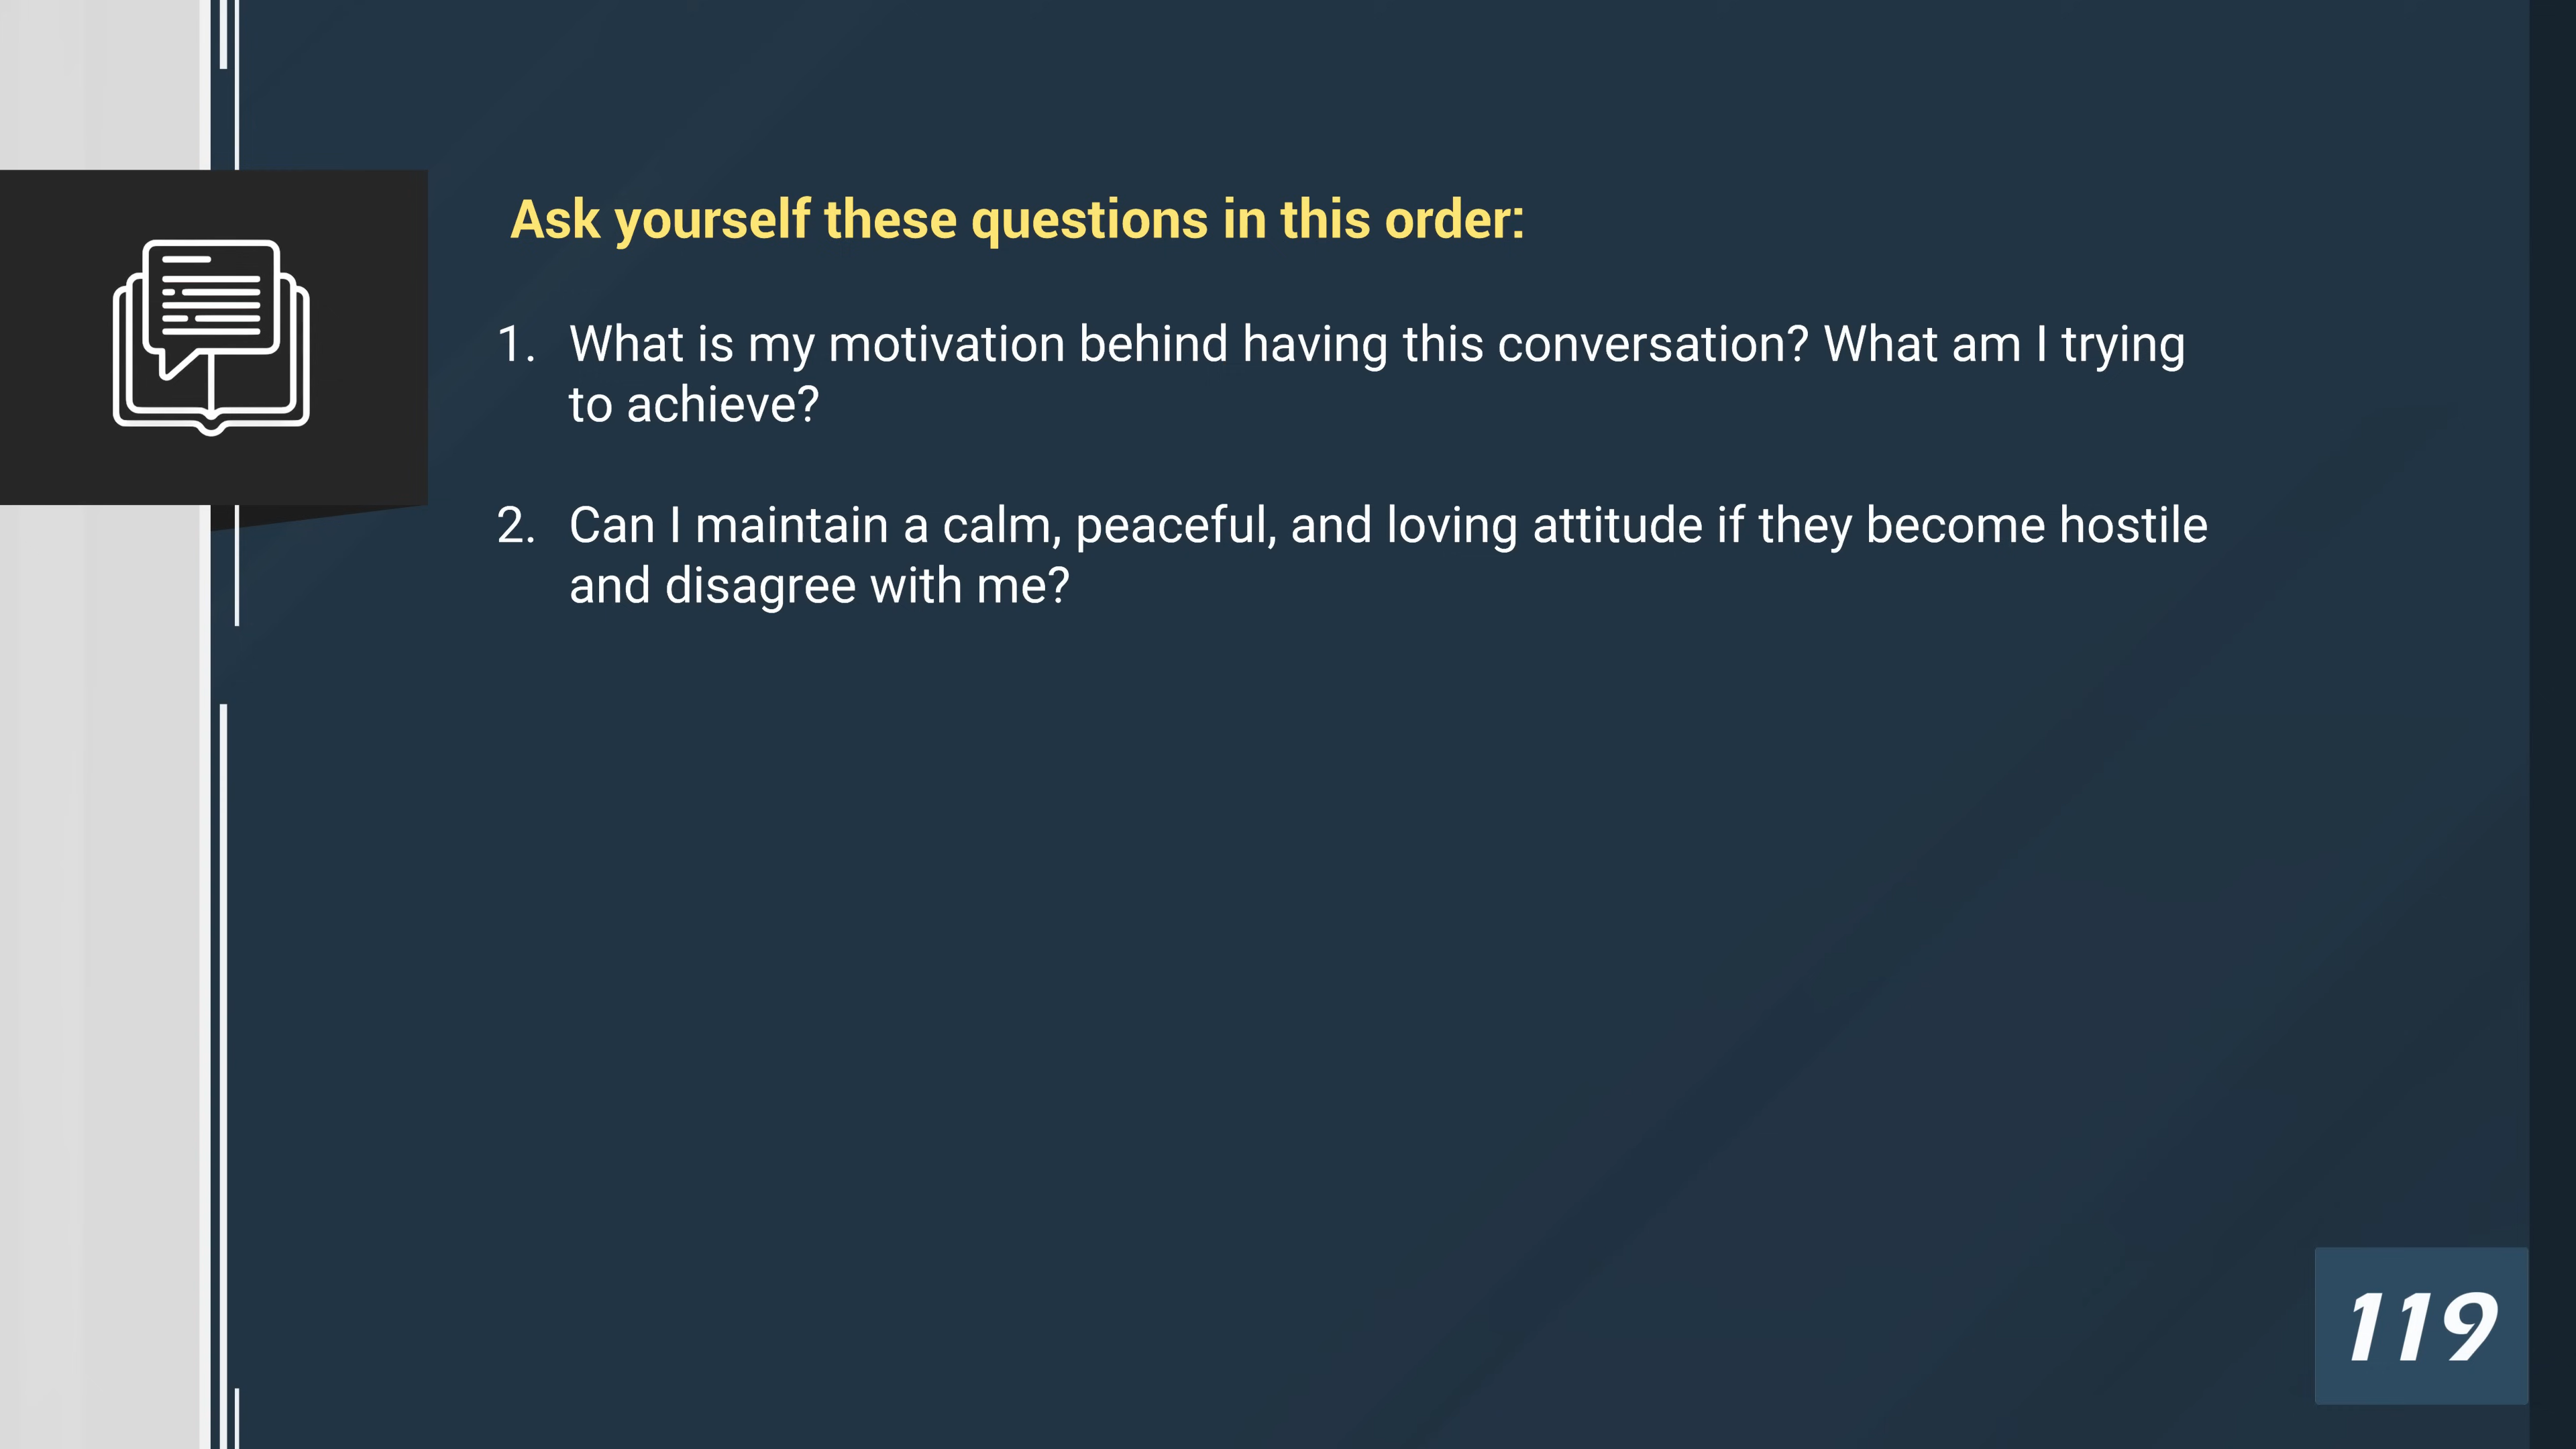 Ask yourself these questions in this order:
1. What is my motivation behind having this conversation? What am I trying
to achieve?
2. Can I maintain a calm, peaceful, and loving attitude if they become hostile
and disagree with me?
119